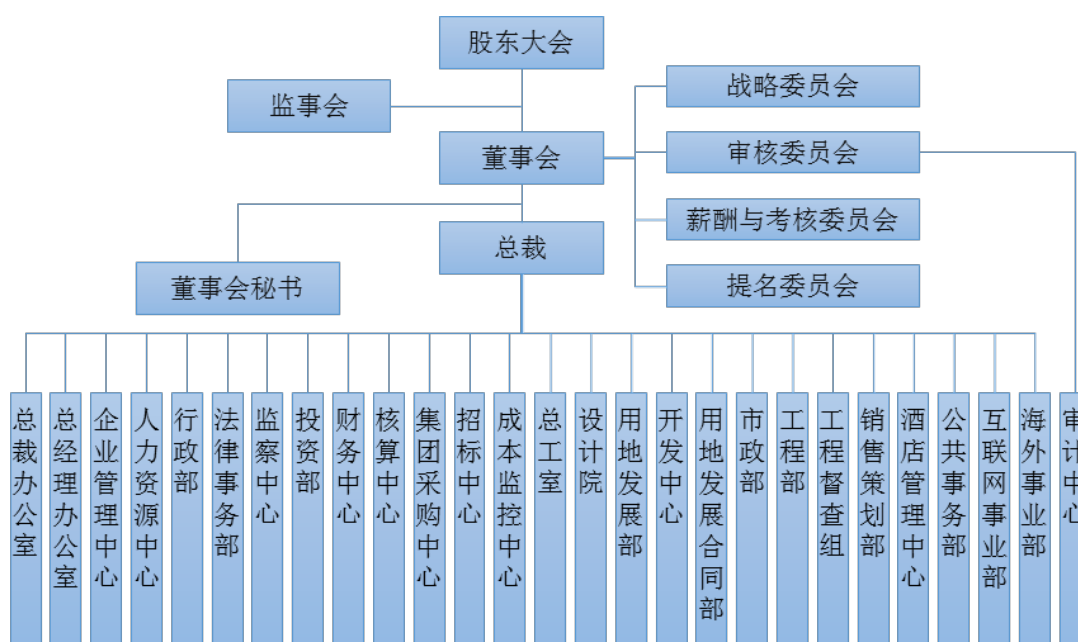 股东大会
监事会
战略委员会
董事会
审核委员会
薪酬与考核委员会
总裁
董事会秘书
提名委员会
总裁办公室
总经理办公室
企业管理中心
人力资源中心
行政部
法律事务部
监察中心
投资部
财务中心
核算中心
集团采购中心
招标中心
成本监控中心
总工室
设计院
用地发展部
开发中心
用地发展合同部
市政部
工程部
工程督查组
销售策划部
酒店管理中心
公共事务部
互联网事业部
海外事业部
审计中心